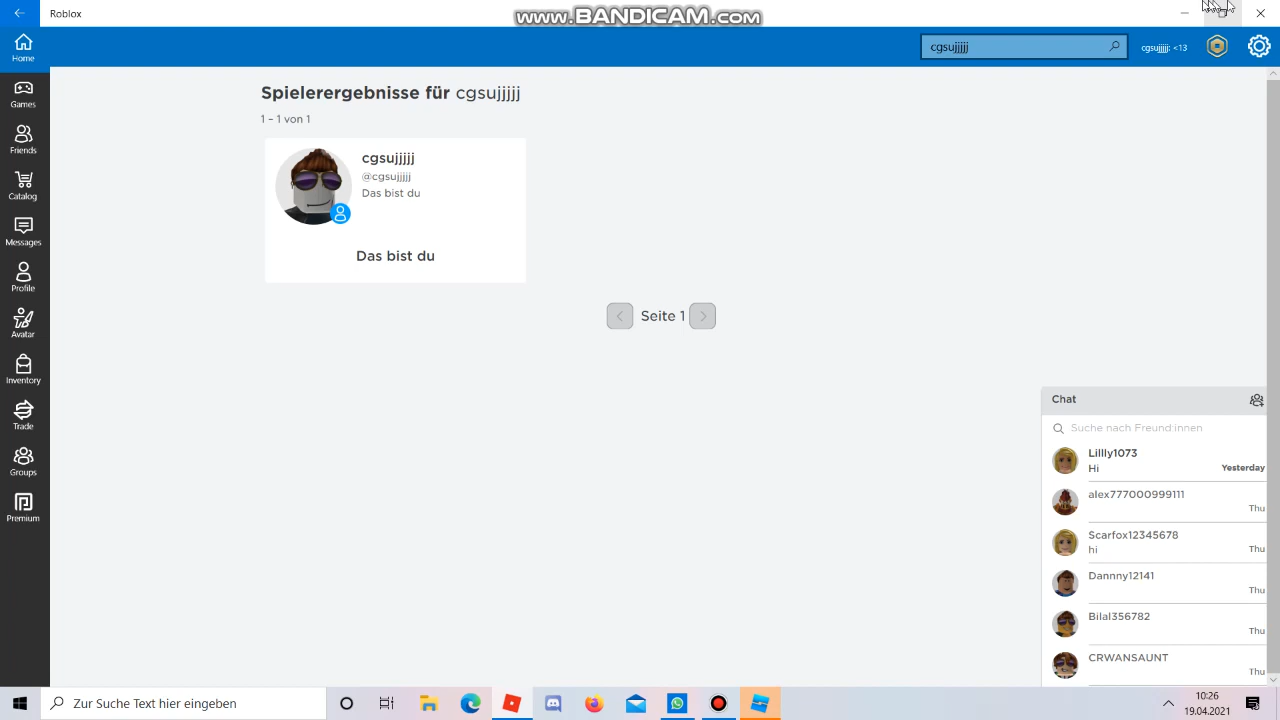 Roblox
www.BANDICAM.com
Home
cgsujjjjj
cgsujjjjj: <13
Games
Friends
Catalog
Messages
Profile
Avatar
Inventory
Trade
Groups
Premium
Spielerergebnisse für cgsujjjjj
1 – 1 von 1
cgsujjjjj
@cgsujjjjj
Das bist du
Das bist du
Seite 1
Chat
Suche nach Freund:innen
Lillly1073
Hi Yesterday
alex777000999111
Thu
Scarfox12345678
hi Thu
Dannny12141
Thu
Bilal356782
Thu
CRWANSAUNT
Thu
Zur Suche Text hier eingeben
10:26
19.04.2021